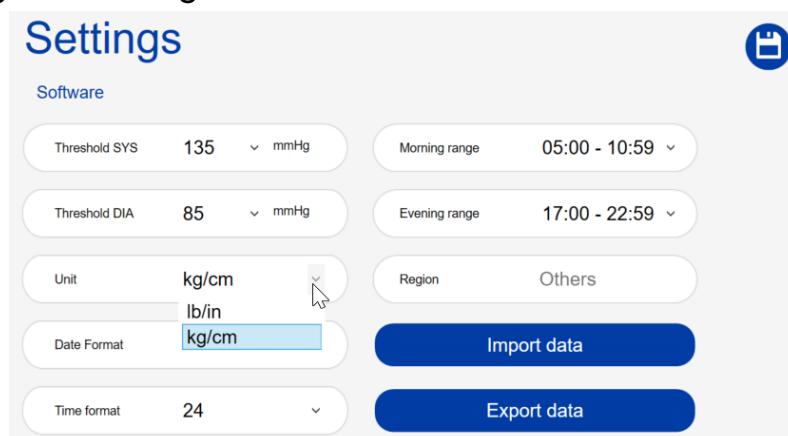 Settings
Software
Threshold SYS 135 mmHg Morning range 05:00 - 10:59
Threshold DIA 85 mmHg Evening range 17:00 - 22:59
Unit kg/cm Region Others
lb/in
kg/cm
Date Format Import data
Time format 24 Export data